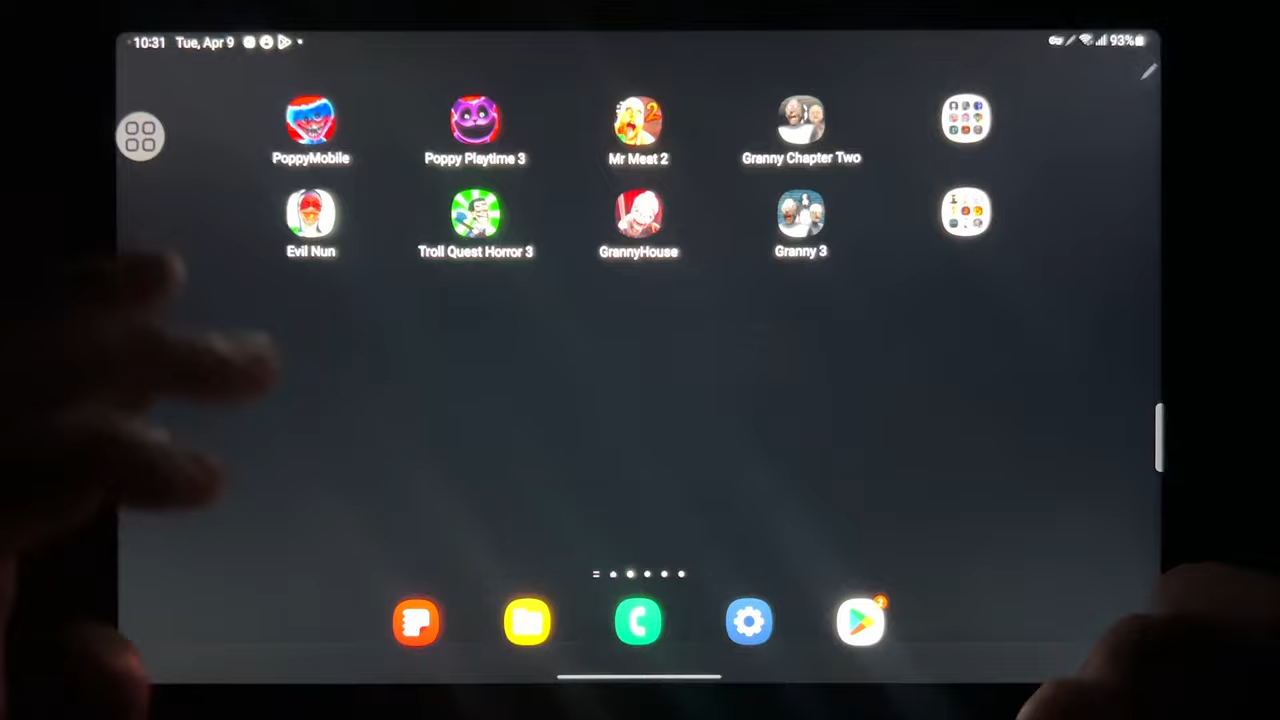 10:31 Tue, Apr 9
93%
PoppyMobile
Poppy Playtime 3
Mr Meat 2
Granny Chapter Two
Evil Nun
Troll Quest Horror 3
GrannyHouse
Granny 3